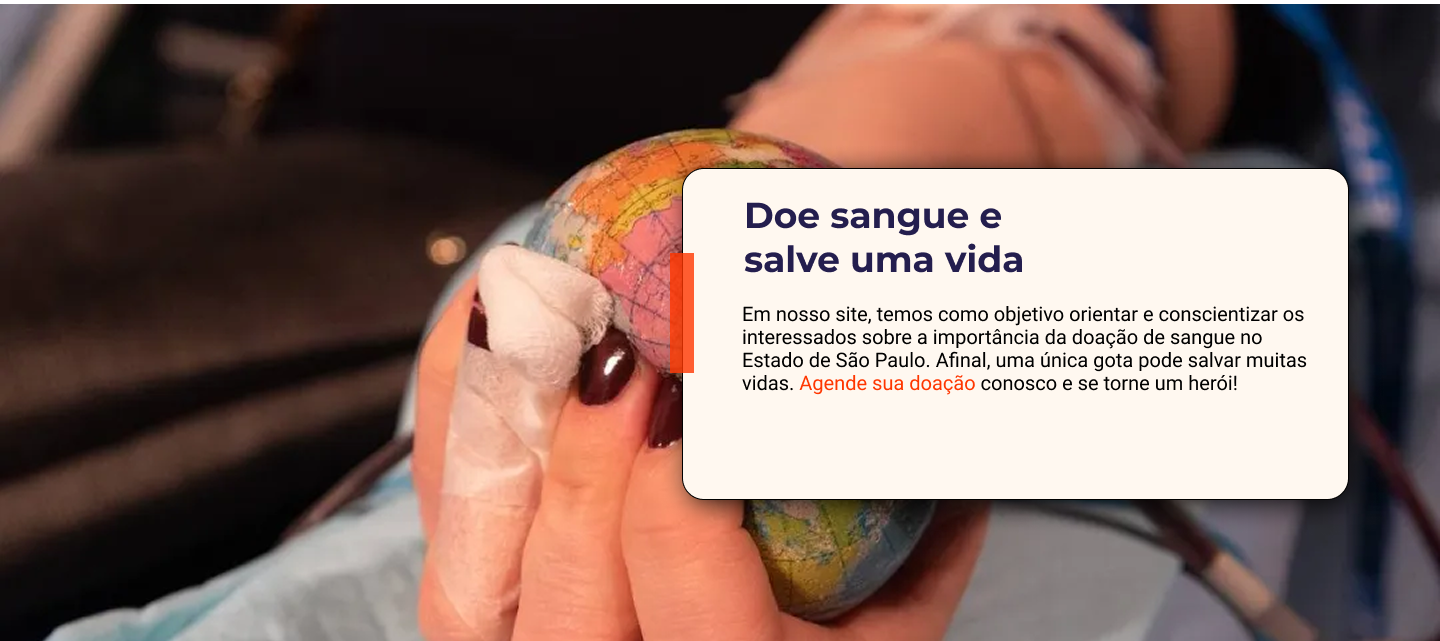 Doe sangue e
salve uma vida
Em nosso site, temos como objetivo orientar e conscientizar os
interessados sobre a importância da doação de sangue no
Estado de São Paulo. Afinal, uma única gota pode salvar muitas
vidas. Agende sua doação conosco e se torne um herói!